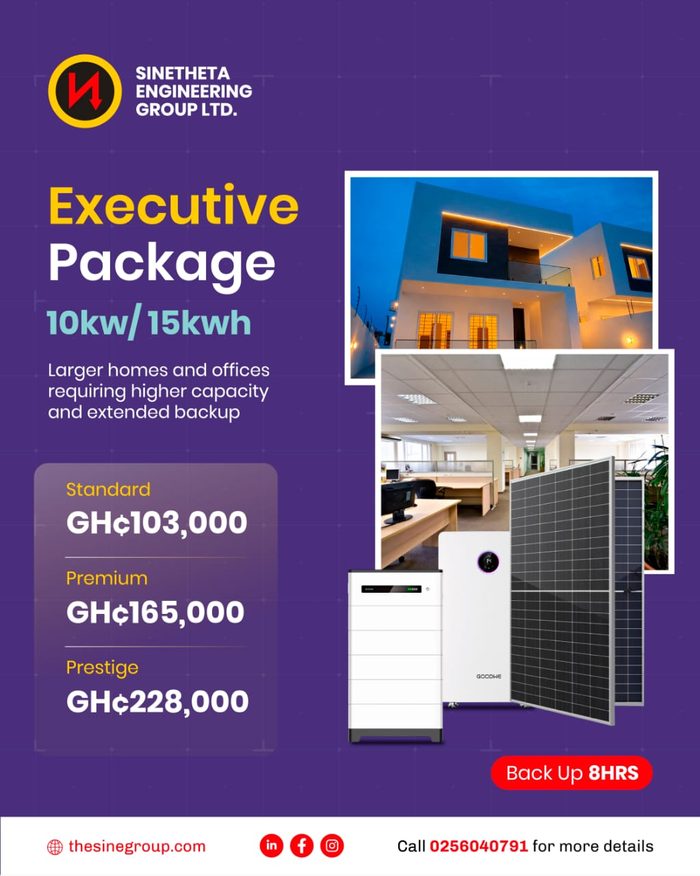 SINETHETA
ENGINEERING
GROUP LTD.
Executive
Package
10kw/ 15kwh
Larger homes and offices
requiring higher capacity
and extended backup
Standard
GH¢103,000
Premium
GH¢165,000
Prestige
GH¢228,000
GOODWE
Back Up 8HRS
thesinegroup.com
in
f
Call 0256040791 for more details